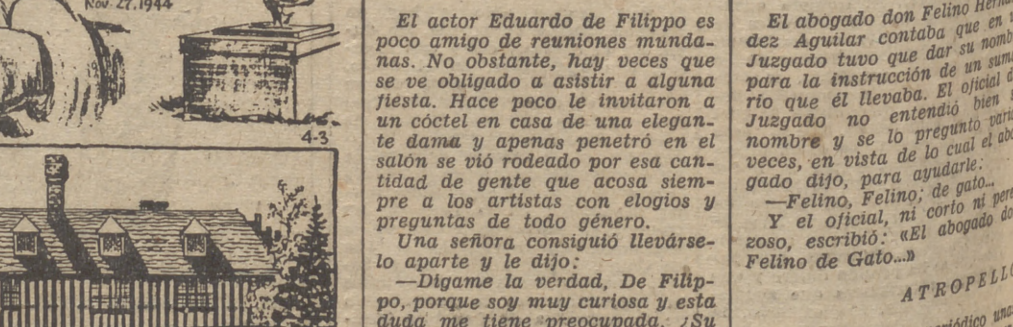 Nov. 27, 1944
4-3
El actor Eduardo de Filippo es
poco amigo de reuniones munda-
nas. No obstante, hay veces que
se ve obligado a asistir a alguna
fiesta. Hace poco le invitaron a
un cóctel en casa de una elegan-
te dama y apenas penetró en el
salón se vió rodeado por esa can-
tidad de gente que acosa siem-
pre a los artistas con elogios y
preguntas de todo género.
Una señora consiguió llevárse-
lo aparte y le dijo:
—Dígame la verdad, De Filip-
po, porque soy muy curiosa y esta
duda me tiene preocupada. ¿Su
El abogado don Felino
dez Aguilar contaba que en
Juzgado tuvo que dar su
para la instrucción de un
rio que él llevaba. El oficial
Juzgado no entendió bien
nombre y se lo pregunto
veces, en vista de lo cual el
gado dijo, para ayudarle:
—Felino, Felino; de gato...
Y el oficial, ni corto ni
zoso, escribió: «El abogado
Felino de Gato...»